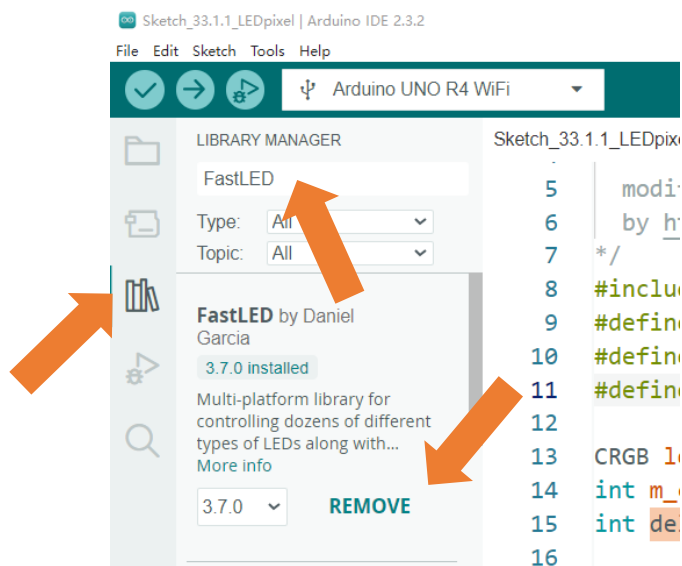 Sketch_33.1.1_LEDpixel | Arduino IDE 2.3.2
File Edit Sketch Tools Help
Arduino UNO R4 WiFi
LIBRARY MANAGER
Sketch_33.1.1_LEDpix
FastLED
Type: All
Topic: All
FastLED by Daniel
Garcia
3.7.0 installed
Multi-platform library for
controlling dozens of different
types of LEDs along with...
More info
3.7.0 REMOVE
5 modi
6 by h
7 */
8 #inclu
9 #define
10 #define
11 #define
12
13 CRGB l
14 int m_
15 int de
16